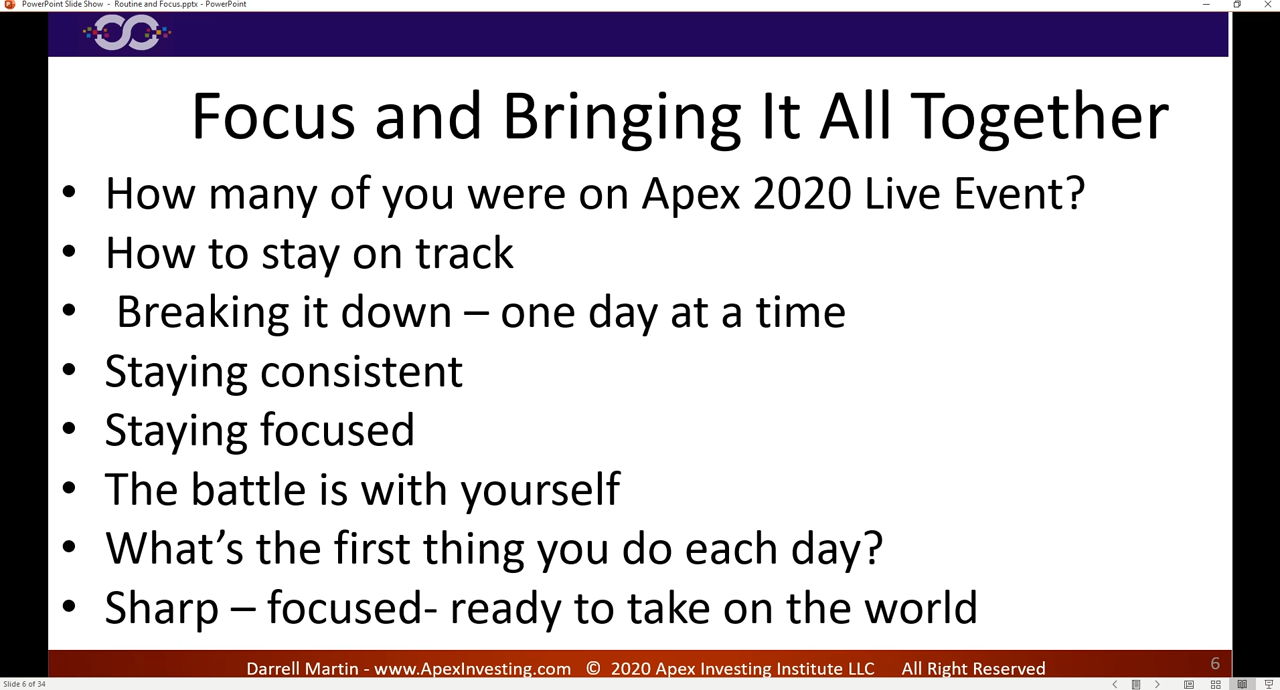 PowerPoint Slide Show - Routine and Focus.pptx - PowerPoint
Focus and Bringing It All Together
• How many of you were on Apex 2020 Live Event?
• How to stay on track
• Breaking it down – one day at a time
• Staying consistent
• Staying focused
• The battle is with yourself
• What’s the first thing you do each day?
• Sharp – focused- ready to take on the world
Darrell Martin - www.ApexInvesting.com © 2020 Apex Investing Institute LLC All Right Reserved
6
Slide 6 of 34